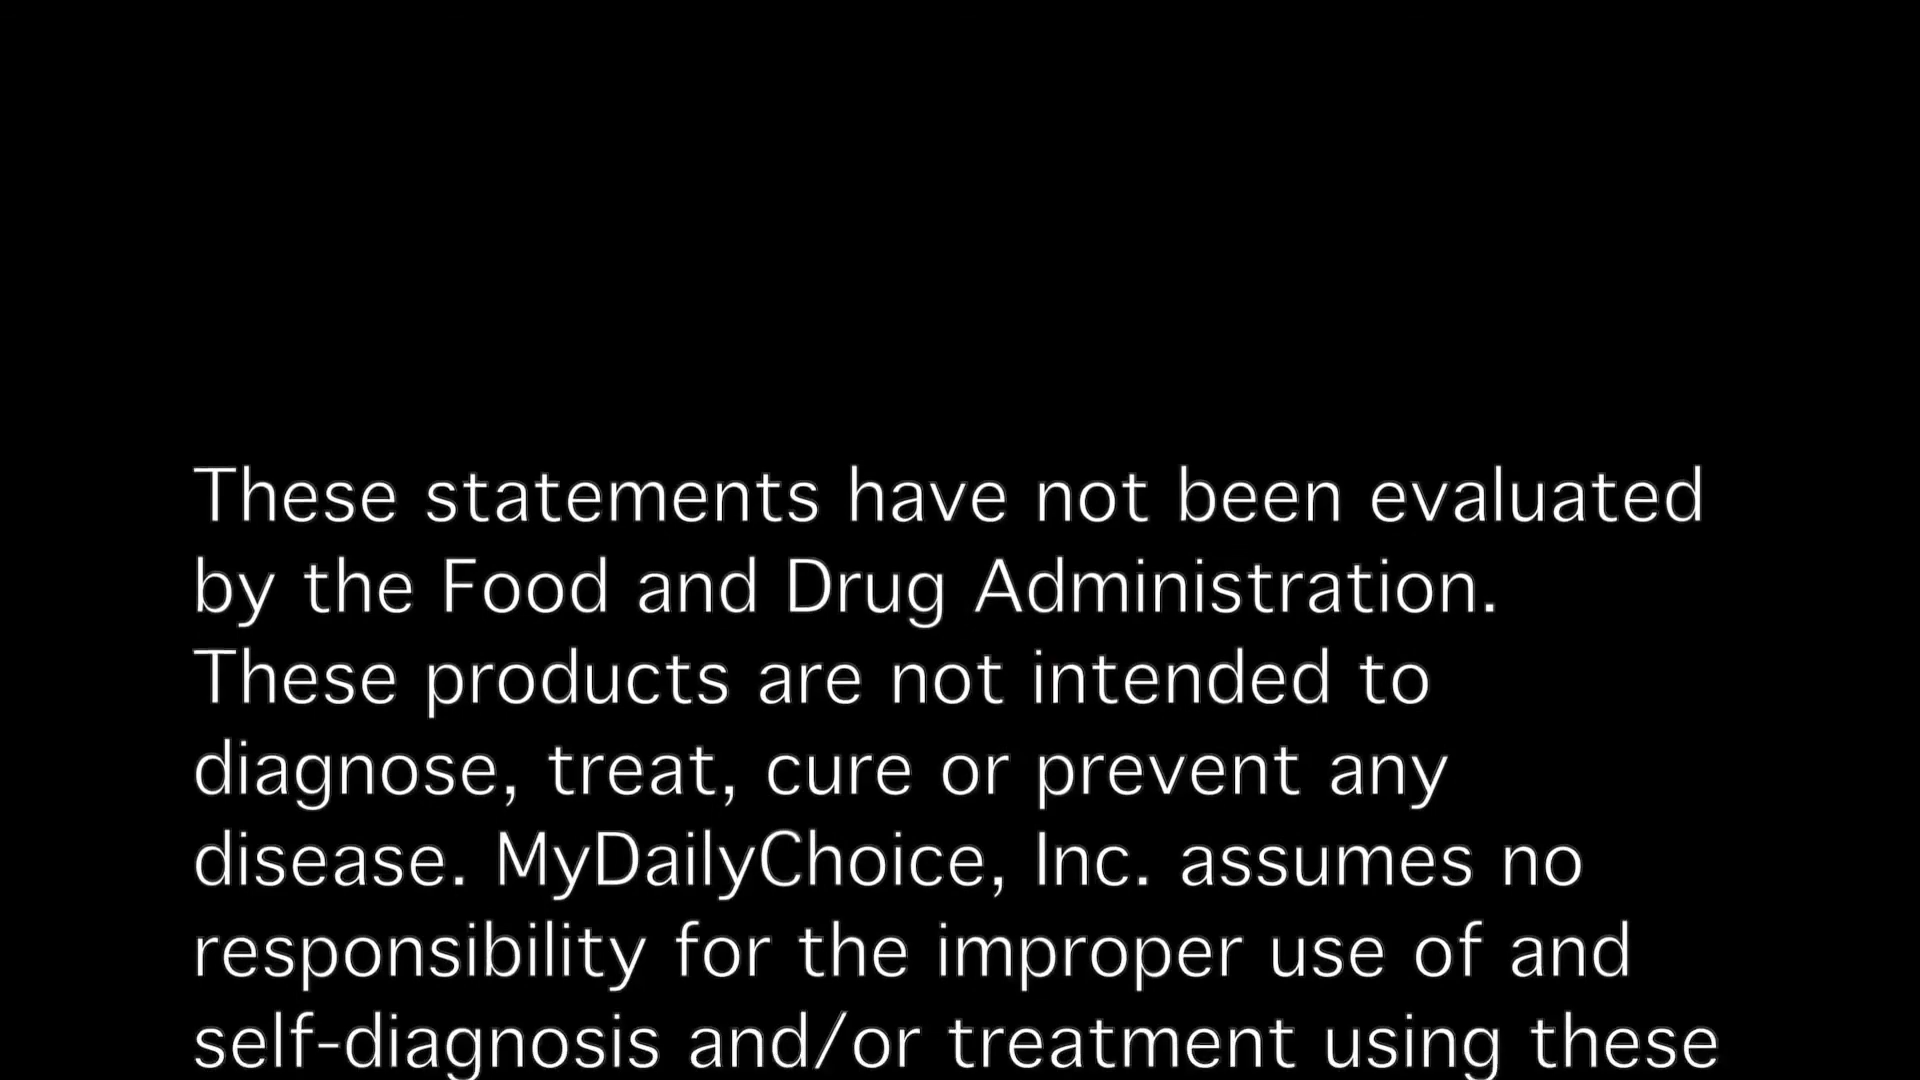 These statements have not been evaluated
by the Food and Drug Administration.
These products are not intended to
diagnose, treat, cure or prevent any
disease. MyDailyChoice, Inc. assumes no
responsibility for the improper use of and
self-diagnosis and/or treatment using these